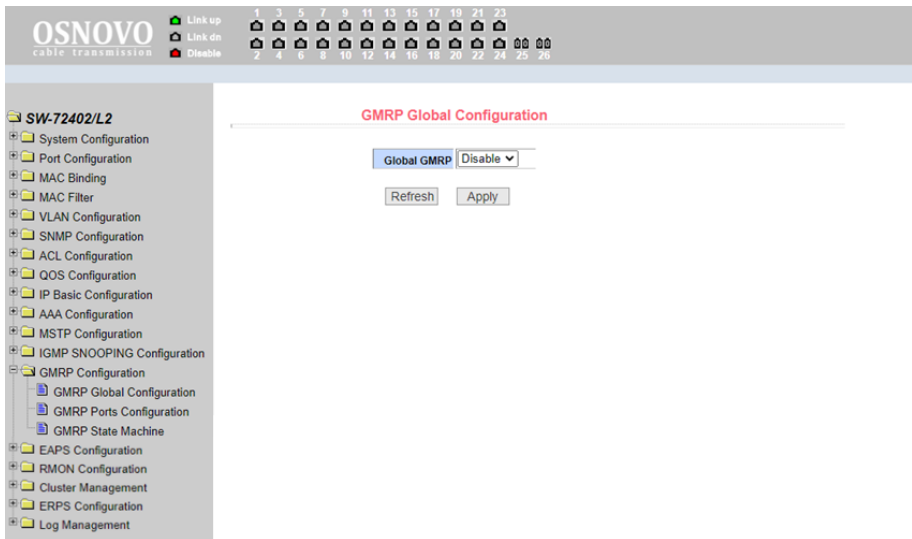 OSNOVO
cable transmission
Link up
Link dn
Disable
1 3 5 7 9 11 13 15 17 19 21 23
2 4 6 8 10 12 14 16 18 20 22 24 25 26
SW-72402/L2
System Configuration
Port Configuration
MAC Binding
MAC Filter
VLAN Configuration
SNMP Configuration
ACL Configuration
QOS Configuration
IP Basic Configuration
AAA Configuration
MSTP Configuration
IGMP SNOOPING Configuration
GMRP Configuration
GMRP Global Configuration
GMRP Ports Configuration
GMRP State Machine
EAPS Configuration
RMON Configuration
Cluster Management
ERPS Configuration
Log Management
GMRP Global Configuration
Global GMRP Disable
Refresh Apply